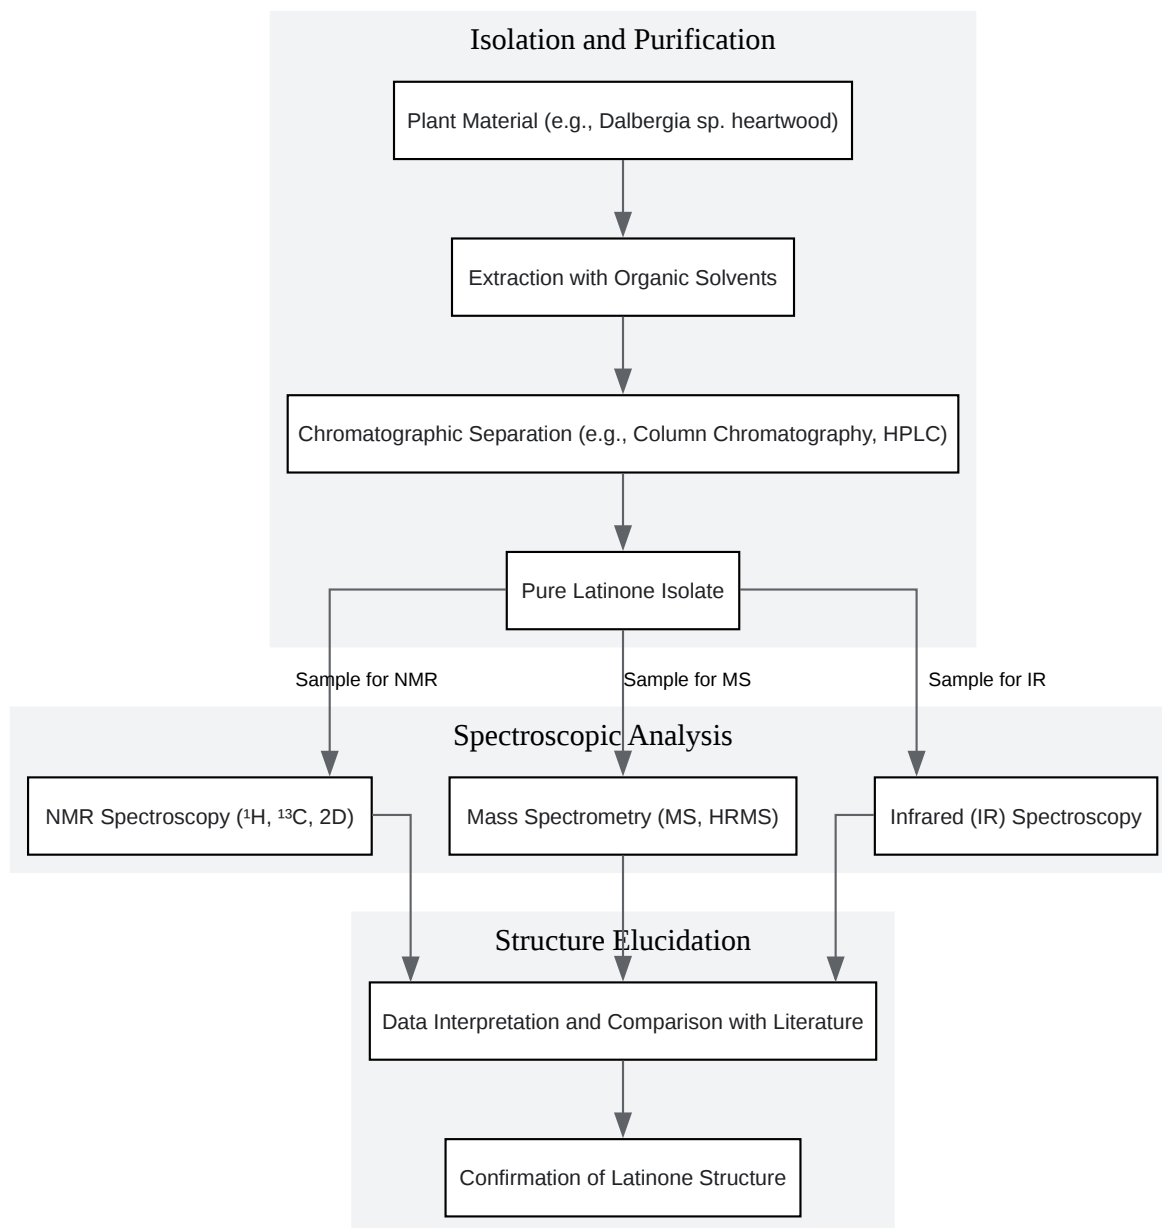 Isolation and Purification
Plant Material (e.g., Dalbergia sp. heartwood)
Extraction with Organic Solvents
Chromatographic Separation (e.g., Column Chromatography, HPLC)
Pure Latinone Isolate
Sample for NMR
Sample for MS
Sample for IR
Spectroscopic Analysis
NMR Spectroscopy (¹H, ¹³C, 2D)
Mass Spectrometry (MS, HRMS)
Infrared (IR) Spectroscopy
Structure Elucidation
Data Interpretation and Comparison with Literature
Confirmation of Latinone Structure